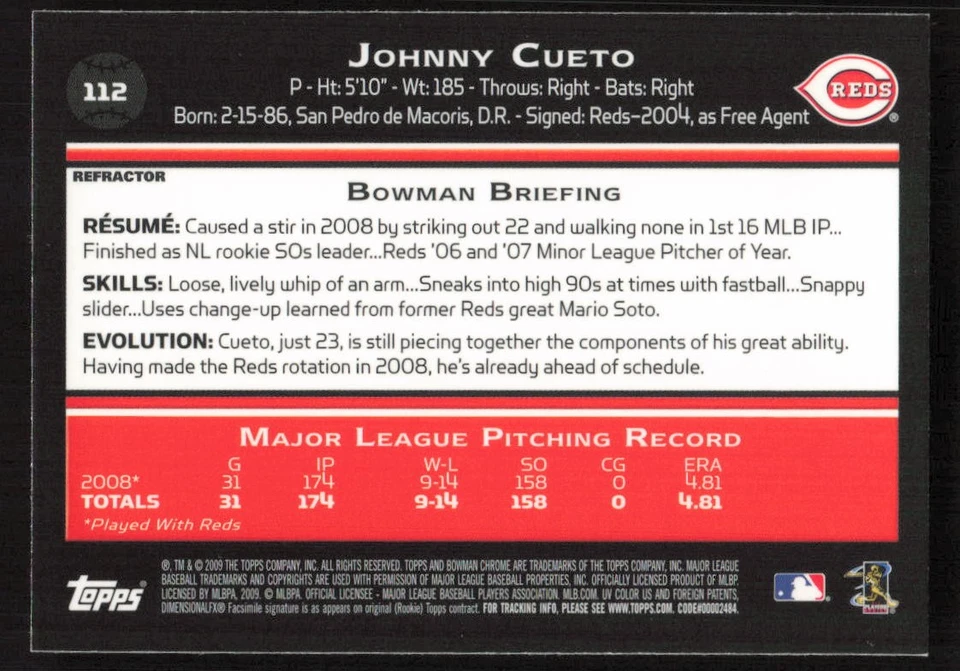 112
JOHNNY CUETO
P - Ht: 5'10" - Wt: 185 - Throws: Right - Bats: Right
Born: 2-15-86, San Pedro de Macoris, D.R. - Signed: Reds-2004, as Free Agent
REDS®
REFRACTOR
BOWMAN BRIEFING
RÉSUMÉ: Caused a stir in 2008 by striking out 22 and walking none in 1st 16 MLB IP...
Finished as NL rookie SOs leader...Reds '06 and '07 Minor League Pitcher of Year.
SKILLS: Loose, lively whip of an arm...Sneaks into high 90s at times with fastball...Snappy
slider...Uses change-up learned from former Reds great Mario Soto.
EVOLUTION: Cueto, just 23, is still piecing together the components of his great ability.
Having made the Reds rotation in 2008, he's already ahead of schedule.
MAJOR LEAGUE PITCHING RECORD
G IP W-L SO CG ERA
2008* 31 174 9-14 158 0 4.81
TOTALS 31 174 9-14 158 0 4.81
*Played With Reds
Topps®
®, TM & © 2009 THE TOPPS COMPANY, INC. ALL RIGHTS RESERVED. TOPPS AND BOWMAN CHROME ARE TRADEMARKS OF THE TOPPS COMPANY, INC. MAJOR LEAGUE
BASEBALL TRADEMARKS AND COPYRIGHTS ARE USED WITH PERMISSION OF MAJOR LEAGUE BASEBALL PROPERTIES, INC. OFFICIALLY LICENSED PRODUCT OF MLBP.
LICENSED BY MLBPA, 2009. © MLBPA. OFFICIAL LICENSEE - MAJOR LEAGUE BASEBALL PLAYERS ASSOCIATION. MLB.COM. UV COLOR US AND FOREIGN PATENTS,
DIMENSIONALFX® Facsimile signature is as appears on original (Rookie) Topps contract. FOR TRACKING INFO, PLEASE SEE WWW.TOPPS.COM. CODE#00002484.